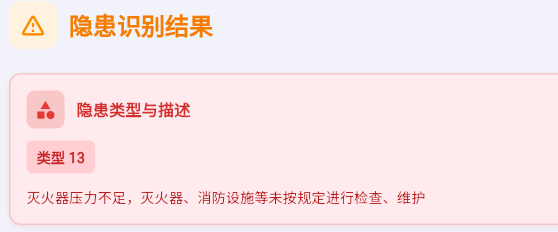 隐患识别结果
隐患类型与描述
类型 13
灭火器压力不足，灭火器、消防设施等未按规定进行检查、维护